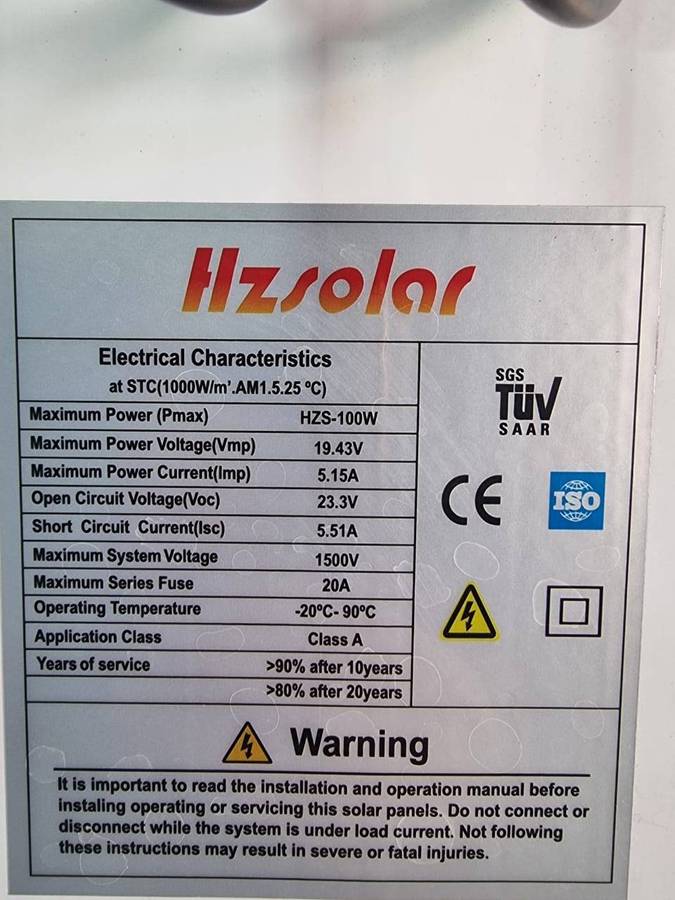 Hzsolar
Electrical Characteristics
at STC(1000W/m'.AM1.5.25 ºC)
Maximum Power (Pmax) HZS-100W
Maximum Power Voltage(Vmp) 19.43V
Maximum Power Current(Imp) 5.15A
Open Circuit Voltage(Voc) 23.3V
Short Circuit Current(Isc) 5.51A
Maximum System Voltage 1500V
Maximum Series Fuse 20A
Operating Temperature -20ºC- 90ºC
Application Class Class A
Years of service >90% after 10years
>80% after 20years
SGS
TÜV
SAAR
CE
ISO
Warning
It is important to read the installation and operation manual before
instaling operating or servicing this solar panels. Do not connect or
disconnect while the system is under load current. Not following
these instructions may result in severe or fatal injuries.